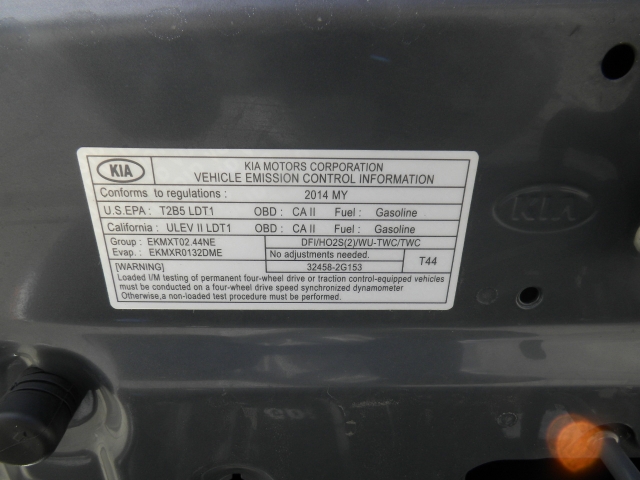 KIA
KIA MOTORS CORPORATION
VEHICLE EMISSION CONTROL INFORMATION
Conforms to regulations : 2014 MY
U.S.EPA : T2B5 LDT1 OBD : CA II Fuel : Gasoline
California : ULEV II LDT1 OBD : CA II Fuel : Gasoline
Group : EKMXT02.44NE DFI/HO2S(2)/WU-TWC/TWC
Evap. : EKMXR0132DME No adjustments needed. T44
[WARNING] 32458-2G153
Loaded I/M testing of permanent four-wheel drive or traction control-equipped vehicles
must be conducted on a four-wheel drive speed synchronized dynamometer
Otherwise,a non-loaded test procedure must be performed.
KIA